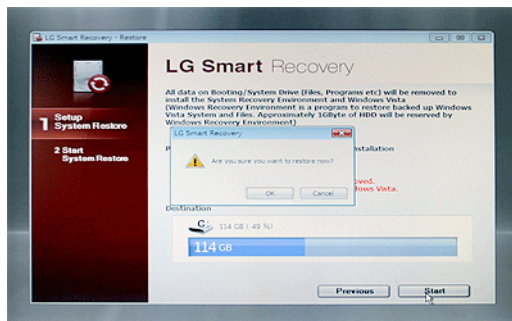 LG Smart Recovery - Restore
LG Smart Recovery
All data on Booting/System Drive (Files, Programs etc) will be removed to
install the System Recovery Environment and Windows Vista
(Windows Recovery Environment is a program to restore backed up Windows
Vista System and Files. Approximately 1GByte of HDD will be reserved by
Windows Recovery Environment)
1 Setup
System Restore
2 Start
System Restore
LG Smart Recovery
Are you sure you want to restore now?
OK Cancel
Vista.
Destination
C: 114 GB ( 49 %)
114 GB
Previous Start